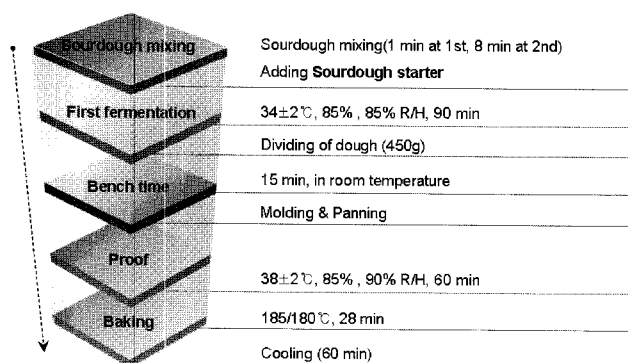 Sourdough mixing
Sourdough mixing(1 min at 1st, 8 min at 2nd)
Adding Sourdough starter
First fermentation
34±2℃, 85% , 85% R/H, 90 min
Dividing of dough (450g)
Bench time
15 min, in room temperature
Molding & Panning
Proof
38±2℃, 85%, 90% R/H, 60 min
Baking
185/180℃, 28 min
Cooling (60 min)